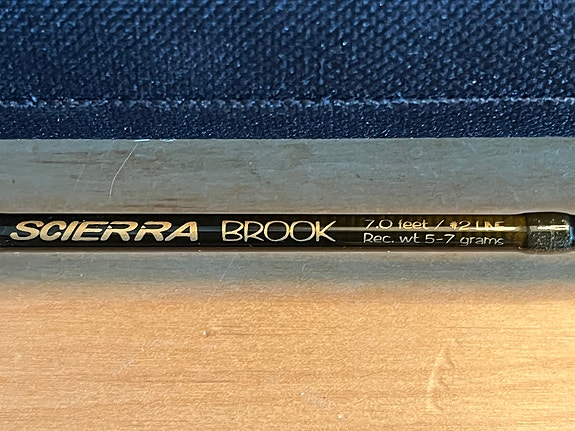 SCIERRA BROOK 7.0 feet / #2 LINE
Rec. wt 5-7 grams